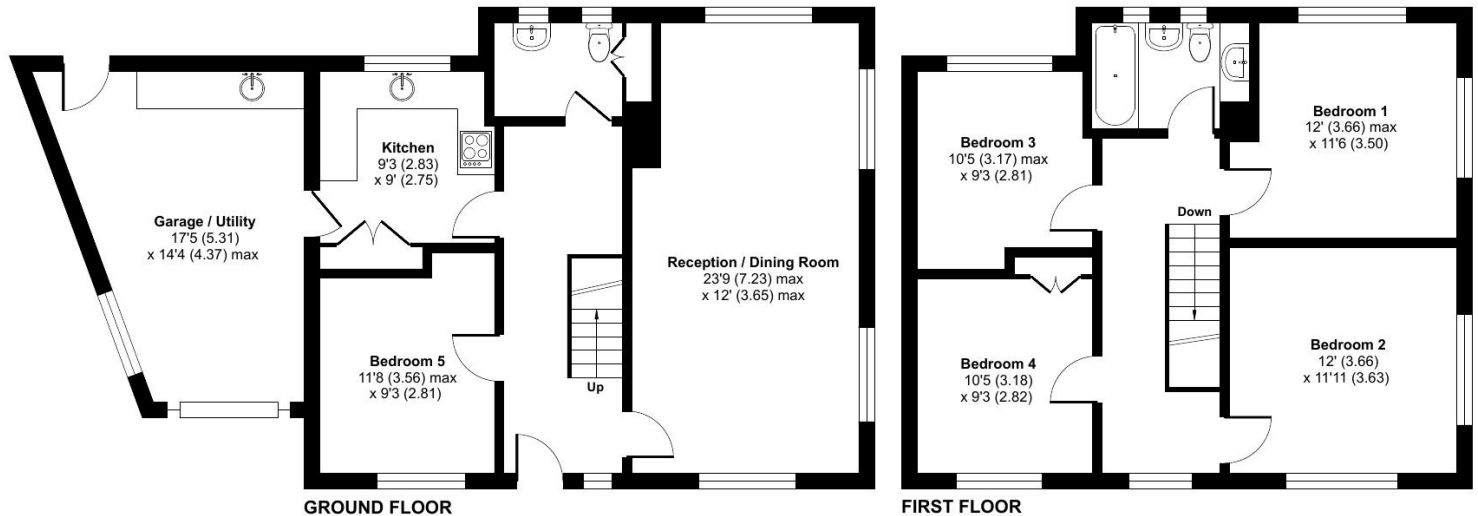 Garage / Utility
17'5 (5.31)
x 14'4 (4.37) max
Kitchen
9'3 (2.83)
x 9' (2.75)
Bedroom 5
11'8 (3.56) max
x 9'3 (2.81)
Up
Reception / Dining Room
23'9 (7.23) max
x 12' (3.65) max
GROUND FLOOR
Bedroom 3
10'5 (3.17) max
x 9'3 (2.81)
Bedroom 1
12' (3.66) max
x 11'6 (3.50)
Down
Bedroom 4
10'5 (3.18)
x 9'3 (2.82)
Bedroom 2
12' (3.66)
x 11'11 (3.63)
FIRST FLOOR